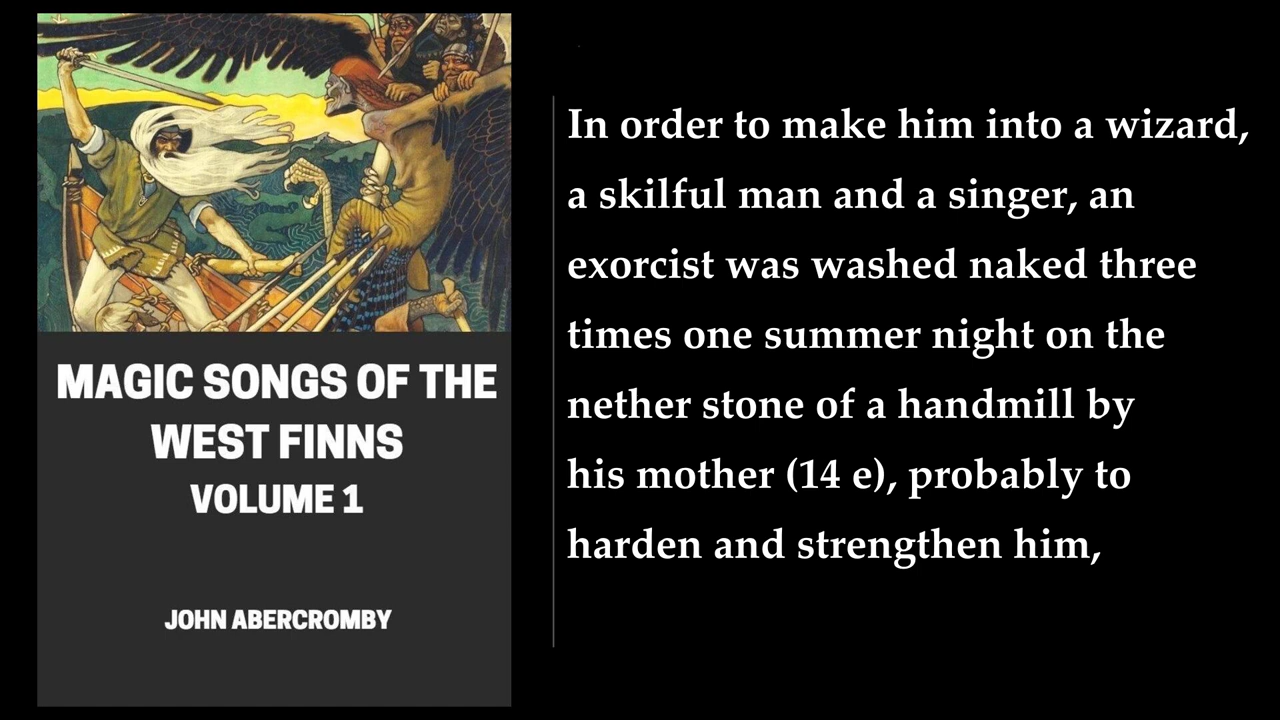 MAGIC SONGS OF THE
WEST FINNS
VOLUME 1
JOHN ABERCROMBY
In order to make him into a wizard,
a skilful man and a singer, an
exorcist was washed naked three
times one summer night on the
nether stone of a handmill by
his mother (14 e), probably to
harden and strengthen him,